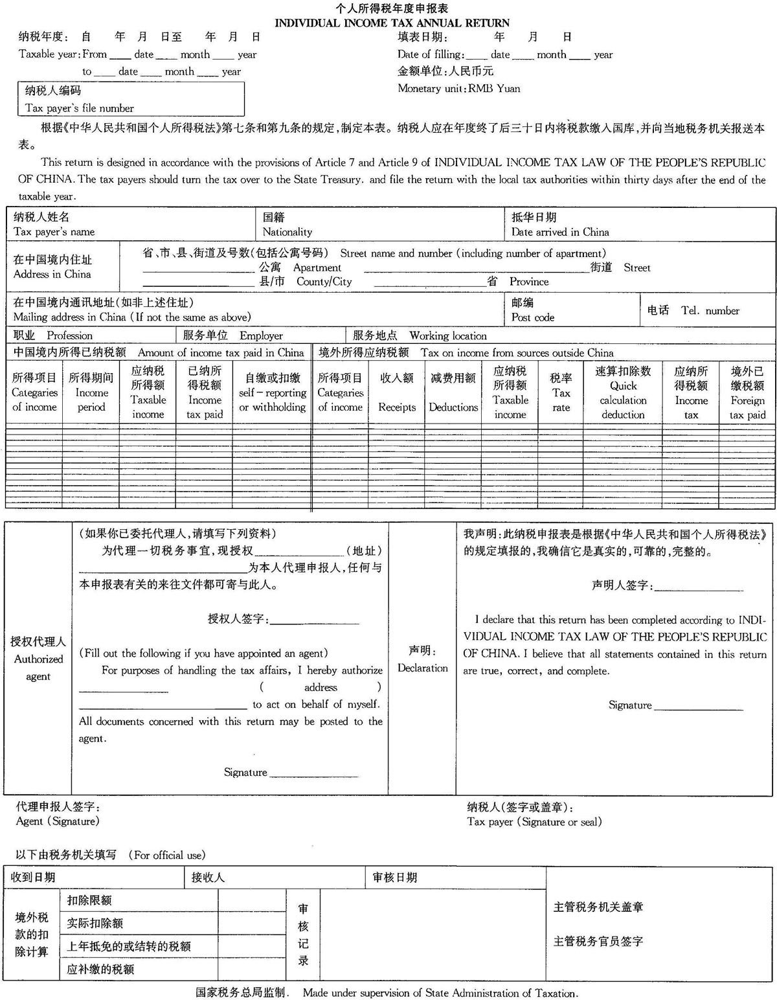 个人所得税年度申报表
INDIVIDUAL INCOME TAX ANNUAL RETURN
纳税年度: 自 年 月 日至 年 月 日
填表日期: 年 月 日
Taxable year:From ____ date ____ month ____ year
Date of filling:____ date ____ month ____ year
to ____ date ____ month ____ year
金额单位:人民币元
Monetary unit:RMB Yuan
纳税人编码
Tax payer's file number
根据《中华人民共和国个人所得税法》第七条和第九条的规定,制定本表。纳税人应在年度终了后三十日内将税款缴入国库,并向当地税务机关报送本
表。
This return is designed in accordance with the provisions of Article 7 and Article 9 of INDIVIDUAL INCOME TAX LAW OF THE PEOPLE'S REPUBLIC
OF CHINA. The tax payers should turn the tax over to the State Treasury. and file the return with the local tax authorities within thirty days after the end of the
taxable year.
纳税人姓名
Tax payer's name
国籍
Nationality
抵华日期
Date arrived in China
在中国境内住址
Address in China
省、市、县、街道及号数(包括公寓号码) Street name and number (including number of apartment)
____ 公寓 Apartment ____ 街道 Street
____ 县/市 County/City ____ 省 Province
在中国境内通讯地址(如非上述住址)
Mailing address in China (If not the same as above)
邮编
Post code
电话 Tel. number
职业 Profession
服务单位 Employer
服务地点 Working location
中国境内所得已纳税额 Amount of income tax paid in China
境外所得应纳税额 Tax on income from sources outside China
所得项目
Categaries
of income
所得期间
Income
period
应纳税
所得额
Taxable
income
已纳所
得税额
Income
tax paid
自缴或扣缴
self-reporting
or withholding
所得项目
Categaries
of income
收入额
Receipts
减费用额
Deductions
应纳税
所得额
Taxable
income
税率
Tax
rate
速算扣除数
Quick
calculation
deduction
应纳所
得税额
Income
tax
境外已
缴税额
Foreign
tax paid
授权代理人
Authorized
agent
(如果你已委托代理人,请填写下列资料)
为代理一切税务事宜,现授权____(地址)
____为本人代理申报人,任何与
本申报表有关的来往文件都可寄与此人。
授权人签字:____
(Fill out the following if you have appointed an agent)
For purposes of handling the tax affairs, I hereby authorize
____ ( address )
____ to act on behalf of myself.
All documents concerned with this return may be posted to the
agent.
Signature ____
声明:
Declaration
我声明:此纳税申报表是根据《中华人民共和国个人所得税法》
的规定填报的,我确信它是真实的,可靠的,完整的。
声明人签字:____
I declare that this return has been completed according to INDI-
VIDUAL INCOME TAX LAW OF THE PEOPLE'S REPUBLIC
OF CHINA. I believe that all statements contained in this return
are true, correct, and complete.
Signature ____
代理申报人签字:
Agent (Signature)
纳税人(签字或盖章):
Tax payer (Signature or seal)
以下由税务机关填写 (For official use)
收到日期
接收人
审核日期
境外税
款的扣
除计算
扣除限额
实际扣除额
上年抵免的或结转的税额
应补缴的税额
审
核
记
录
主管税务机关盖章
主管税务官员签字
国家税务总局监制. Made under supervision of State Administration of Taxation.